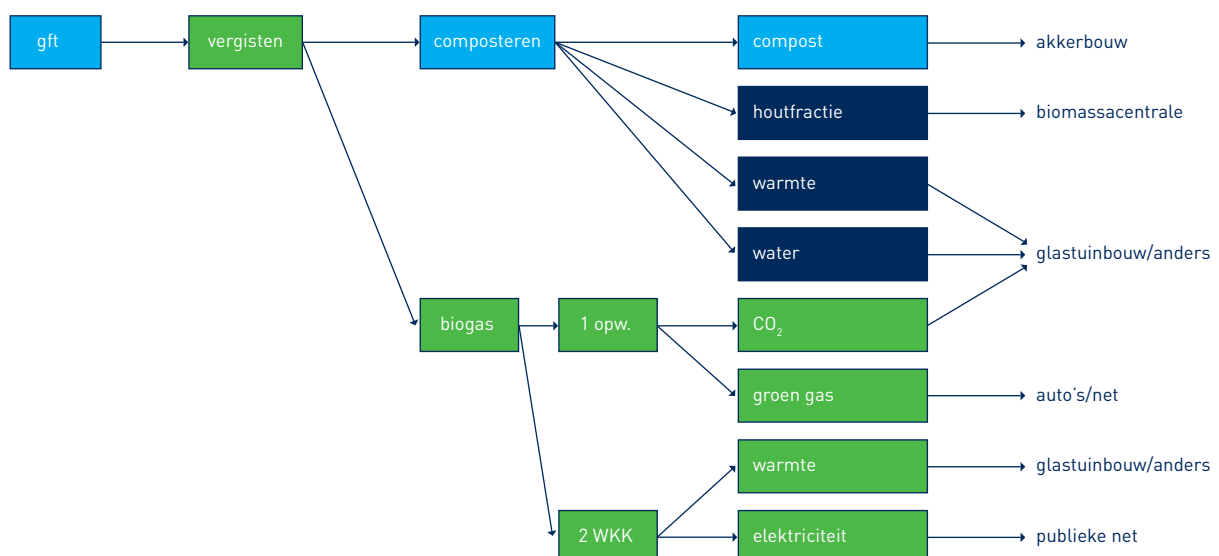 gft
vergisten
composteren
compost
akkerbouw
houtfractie
biomassacentrale
warmte
water
glastuinbouw/anders
biogas
1 opw.
CO₂
groen gas
auto's/net
warmte
glastuinbouw/anders
2 WKK
elektriciteit
publieke net